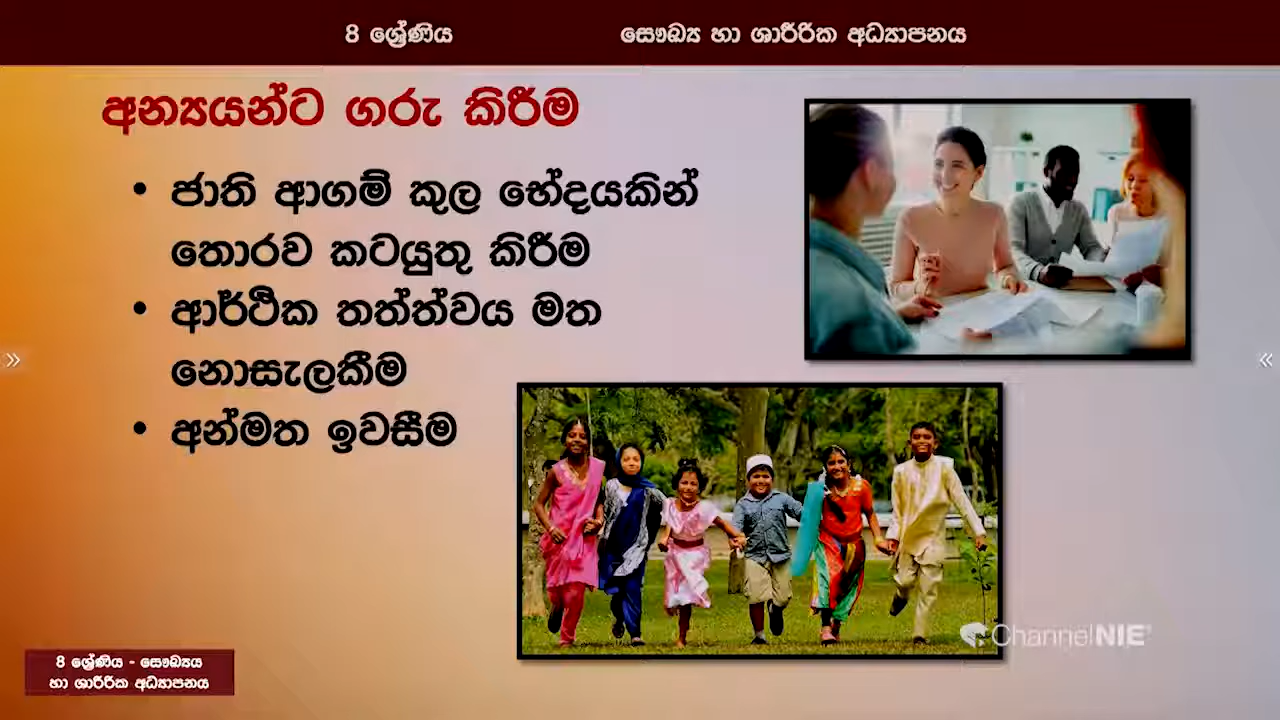 8 ශ්‍රේණිය
සෞඛ්‍ය හා ශාරීරික අධ්‍යාපනය
අන්‍යයන්ට ගරු කිරීම
• ජාති ආගම් කුල භේදයකින්
තොරව කටයුතු කිරීම
• ආර්ථික තත්ත්වය මත
නොසැලකීම
• අන්මත ඉවසීම
ChannelNIE
8 ශ්‍රේණිය - සෞඛ්‍යය
හා ශාරීරික අධ්‍යාපනය